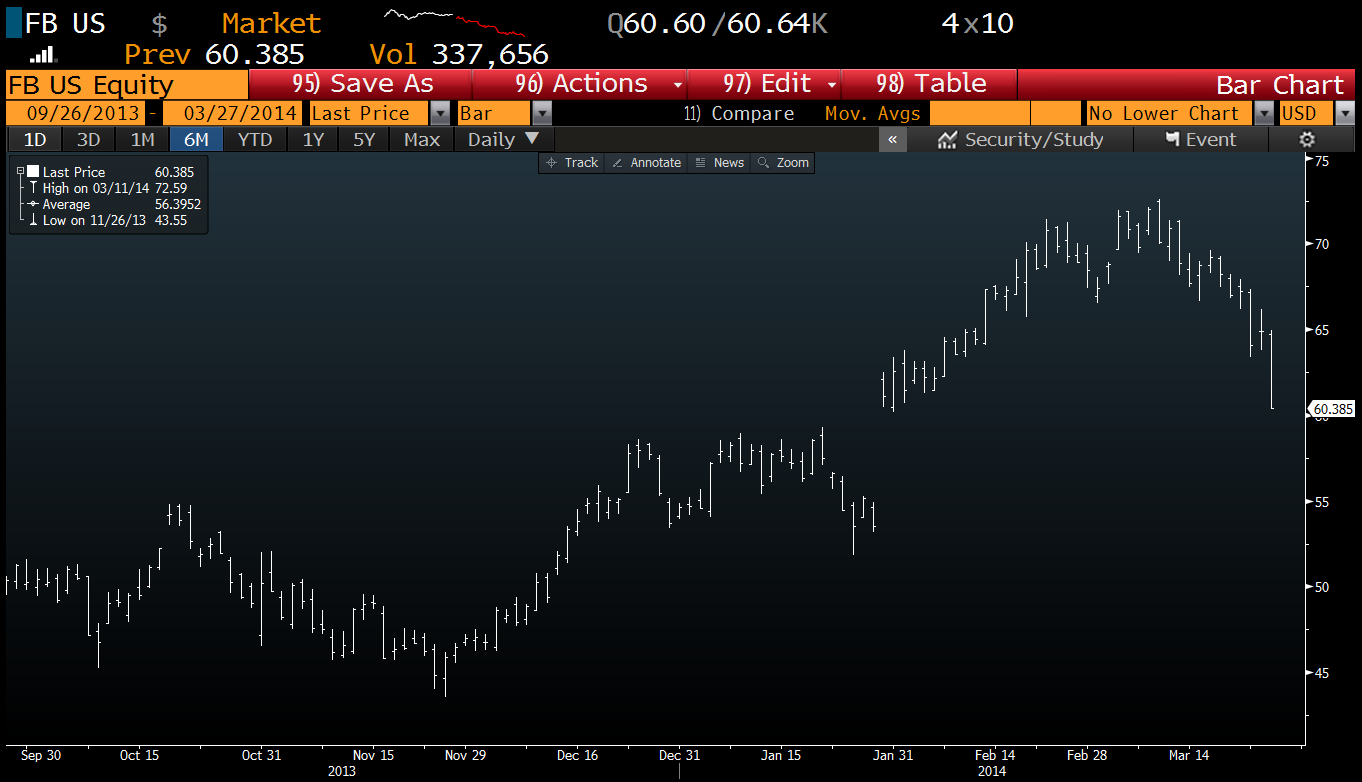 FB US $ Market Q60.60/60.64K 4x10
Prev 60.385 Vol 337,656
FB US Equity 95) Save As 96) Actions 97) Edit 98) Table Bar Chart
09/26/2013 - 03/27/2014 Last Price Bar 11) Compare Mov. Avgs No Lower Chart USD
1D 3D 1M 6M YTD 1Y 5Y Max Daily ▼ « Security/Study Event
Track Annotate News Zoom
Last Price 60.385
High on 03/11/14 72.59
Average 56.3952
Low on 11/26/13 43.55
75
70
65
60.385
60
55
50
45
Sep 30 Oct 15 Oct 31 Nov 15 Nov 29 Dec 16 Dec 31 Jan 15 Jan 31 Feb 14 Feb 28 Mar 14
2013 2014